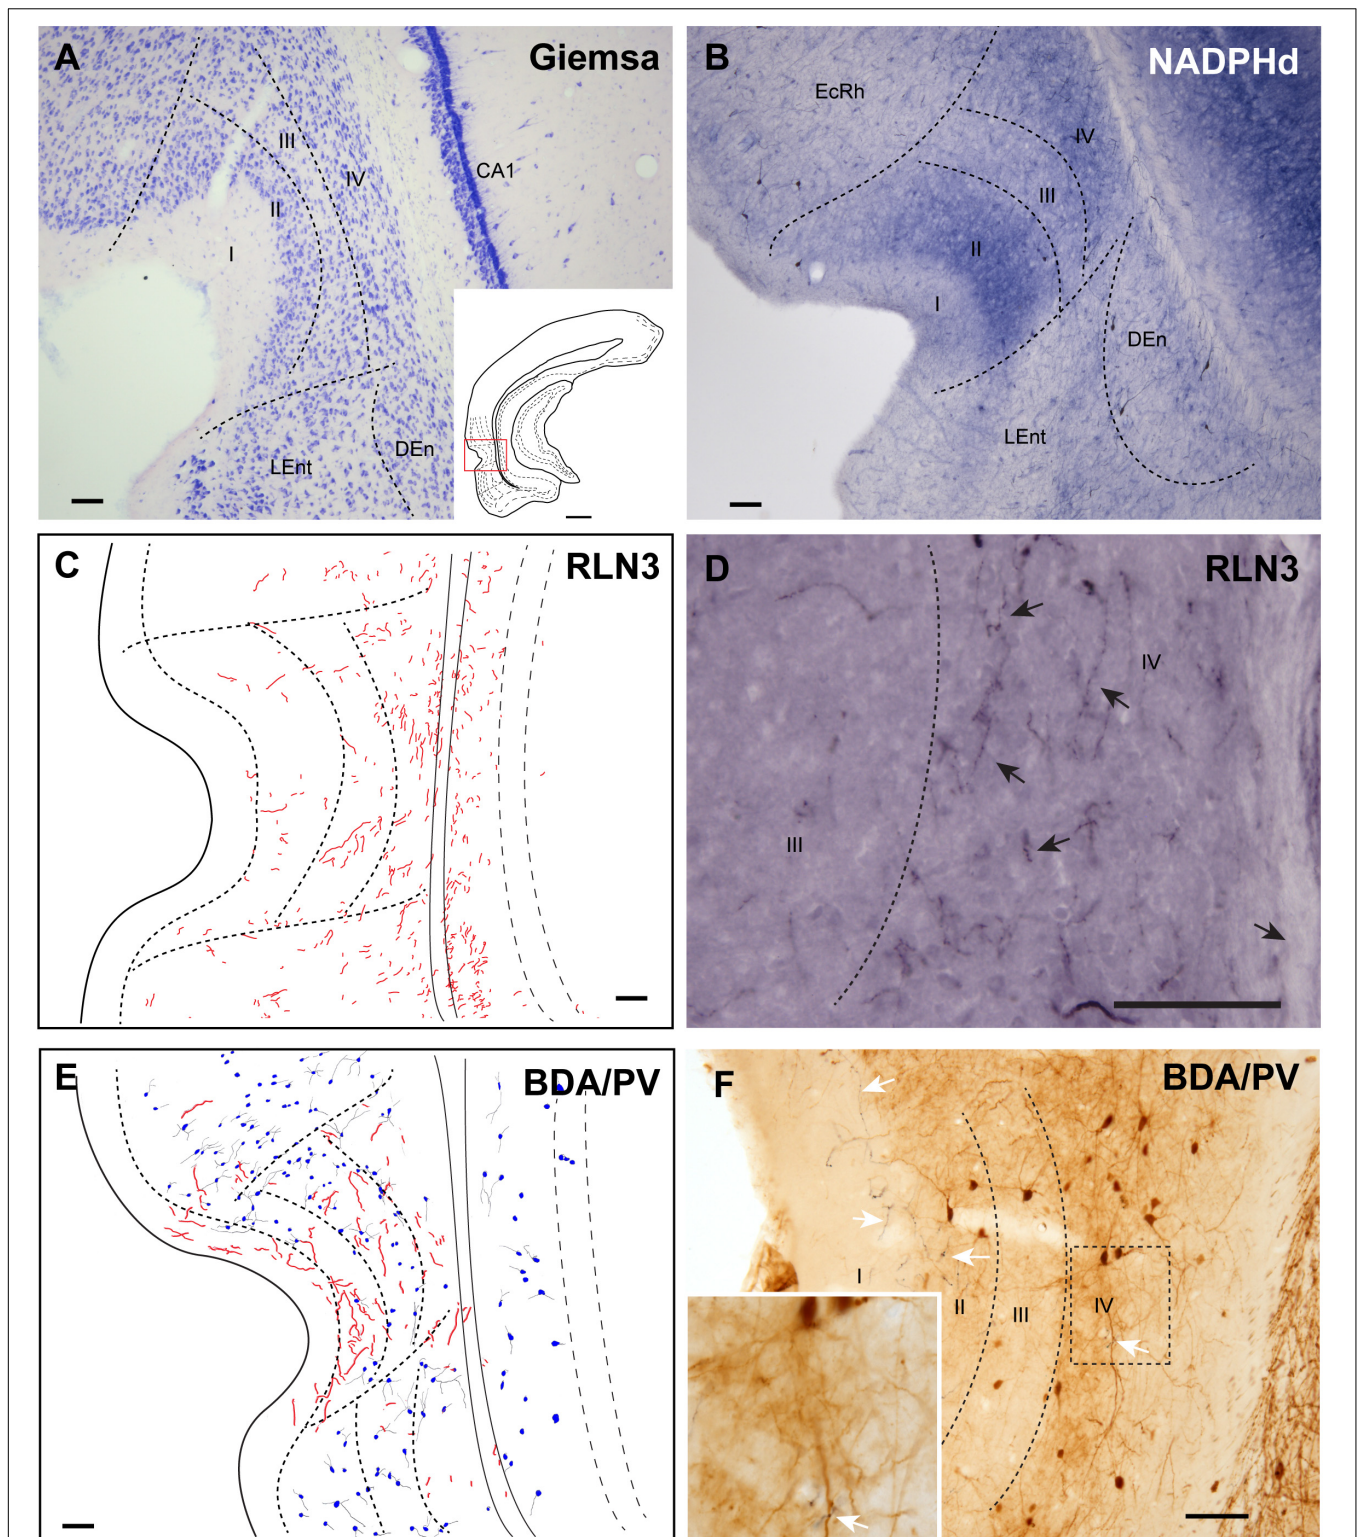 A
Giemsa
III
IV
CA1
II
I
LEnt
DEn
B
NADPHd
EcRh
IV
III
II
I
DEn
LEnt
C
RLN3
D
RLN3
IV
III
E
BDA/PV
F
BDA/PV
I
II
III
IV